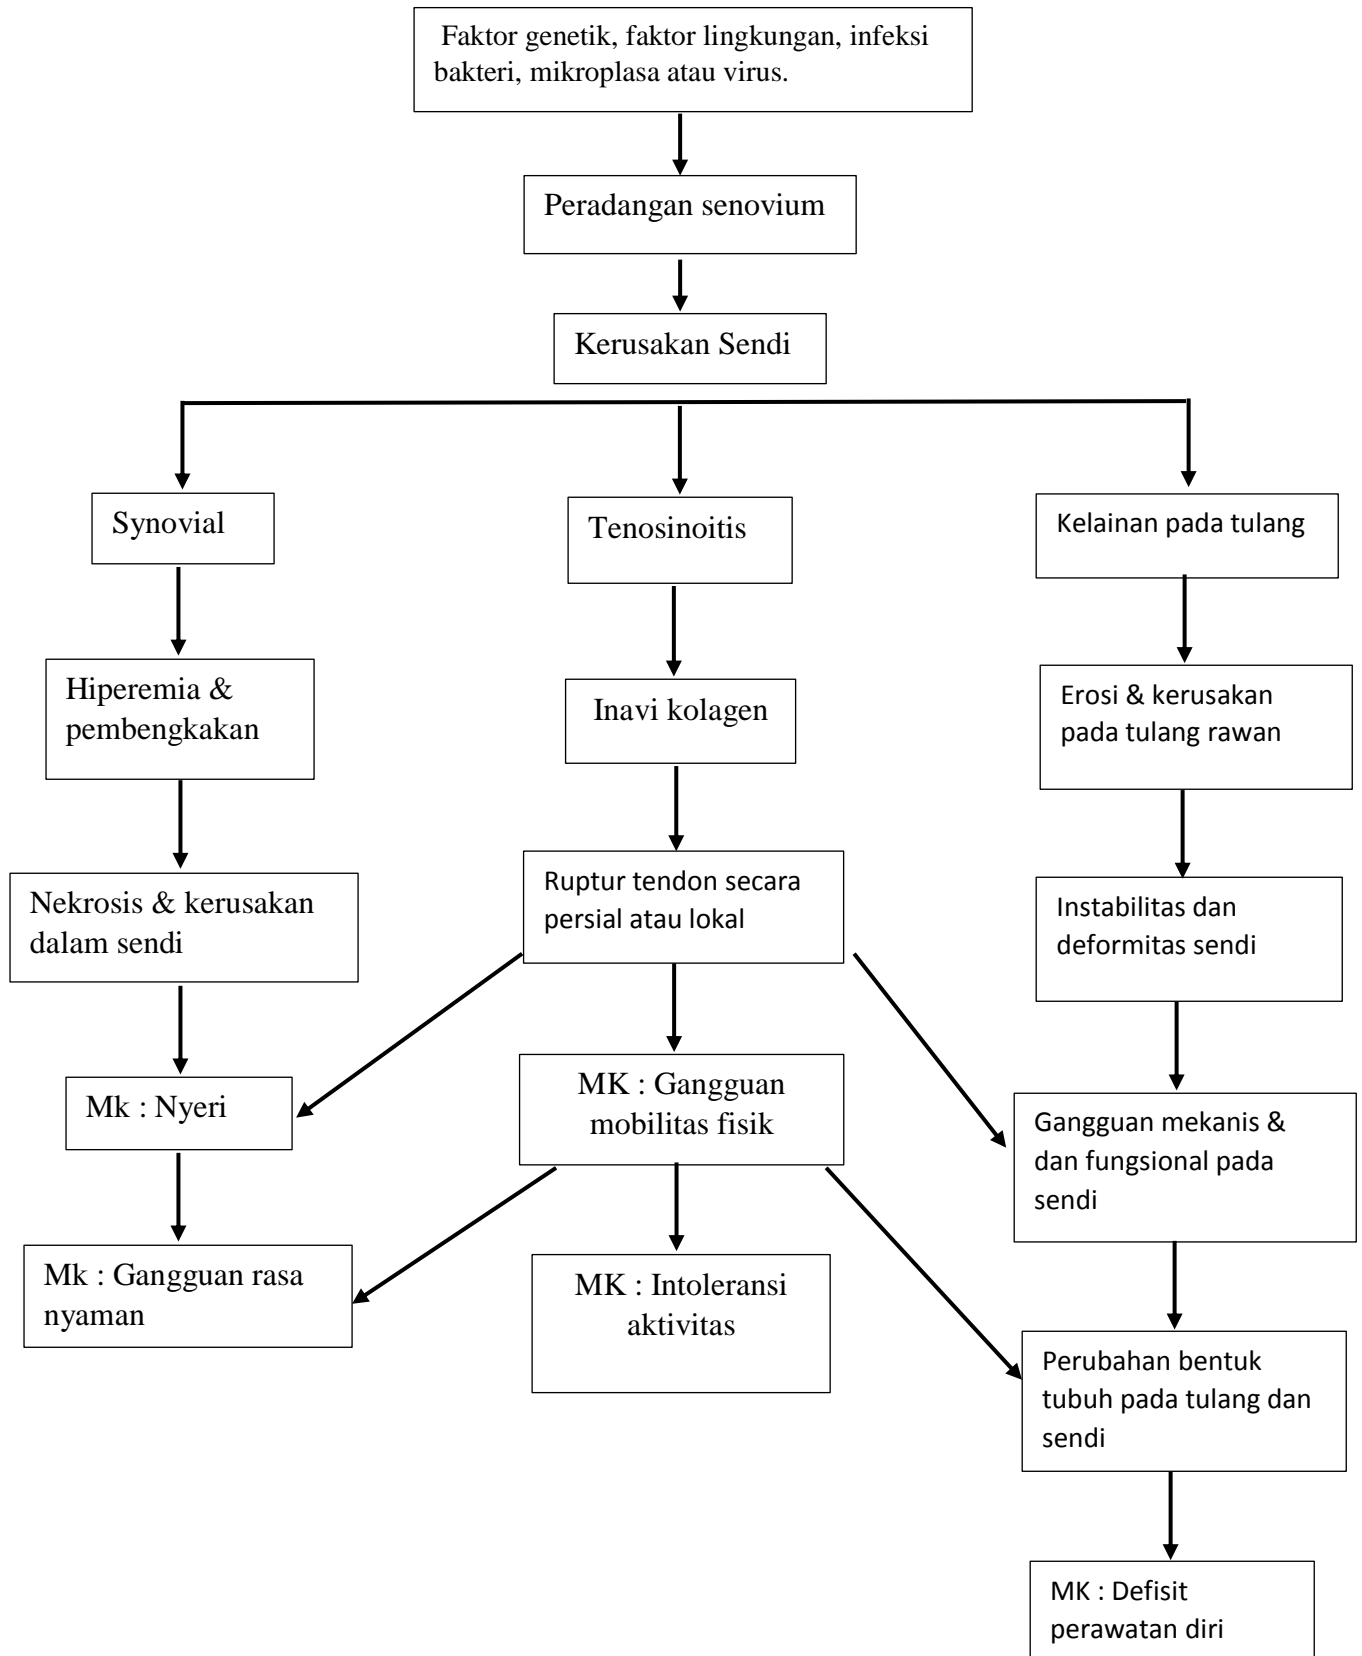 Faktor genetik, faktor lingkungan, infeksi
bakteri, mikroplasa atau virus.
Peradangan senovium
Kerusakan Sendi
Synovial
Tenosinoitis
Kelainan pada tulang
Hiperemia &
pembengkakan
Inavi kolagen
Erosi & kerusakan
pada tulang rawan
Nekrosis & kerusakan
dalam sendi
Ruptur tendon secara
persial atau lokal
Instabilitas dan
deformitas sendi
Mk : Nyeri
MK : Gangguan
mobilitas fisik
Gangguan mekanis &
dan fungsional pada
sendi
Mk : Gangguan rasa
nyaman
MK : Intoleransi
aktivitas
Perubahan bentuk
tubuh pada tulang dan
sendi
MK : Defisit
perawatan diri